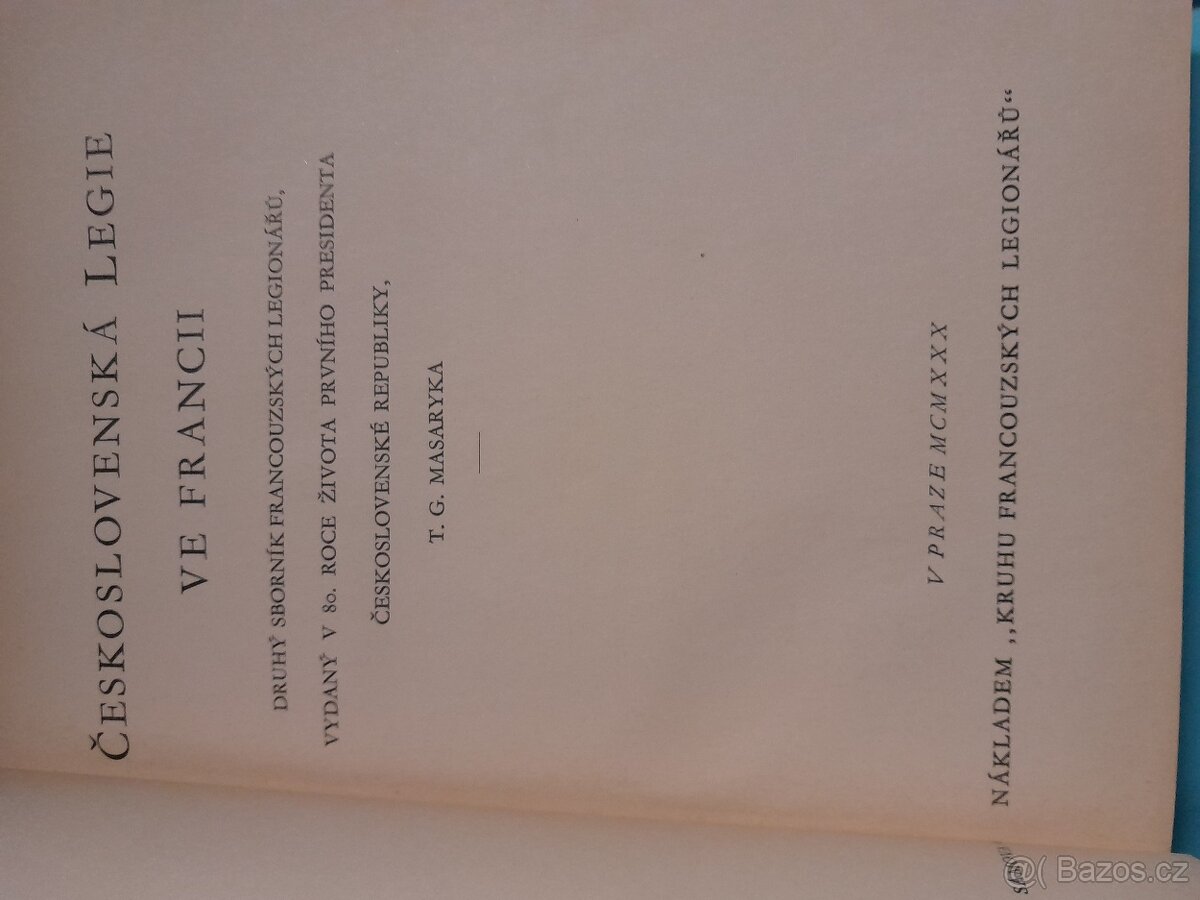 ČESKOSLOVENSKÁ LEGIE
VE FRANCII
DRUHÝ SBORNÍK FRANCOUZSKÝCH LEGIONÁŘŮ,
VYDANÝ V 80. ROCE ŽIVOTA PRVNÍHO PRESIDENTA
ČESKOSLOVENSKÉ REPUBLIKY,
T. G. MASARYKA
V PRAZE MCMXXX
NÁKLADEM „KRUHU FRANCOUZSKÝCH LEGIONÁŘŮ“
@( Bazos.cz